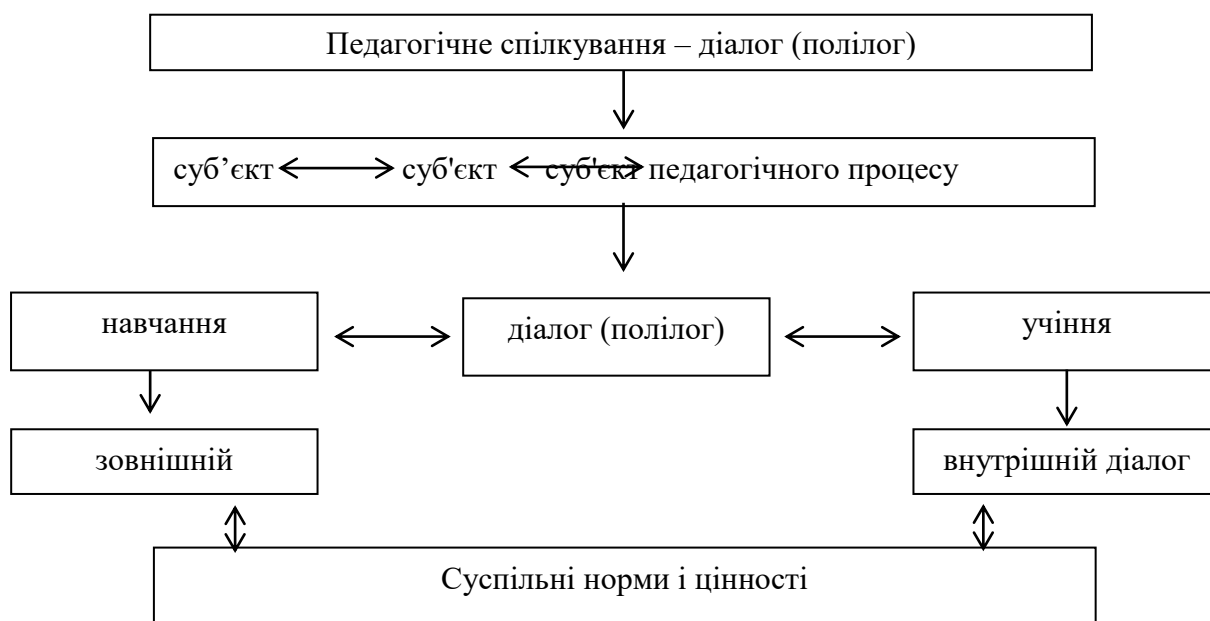 Педагогічне спілкування – діалог (полілог)
суб’єкт суб'єкт суб'єкт педагогічного процесу
навчання
діалог (полілог)
учіння
зовнішній
внутрішній діалог
Суспільні норми і цінності